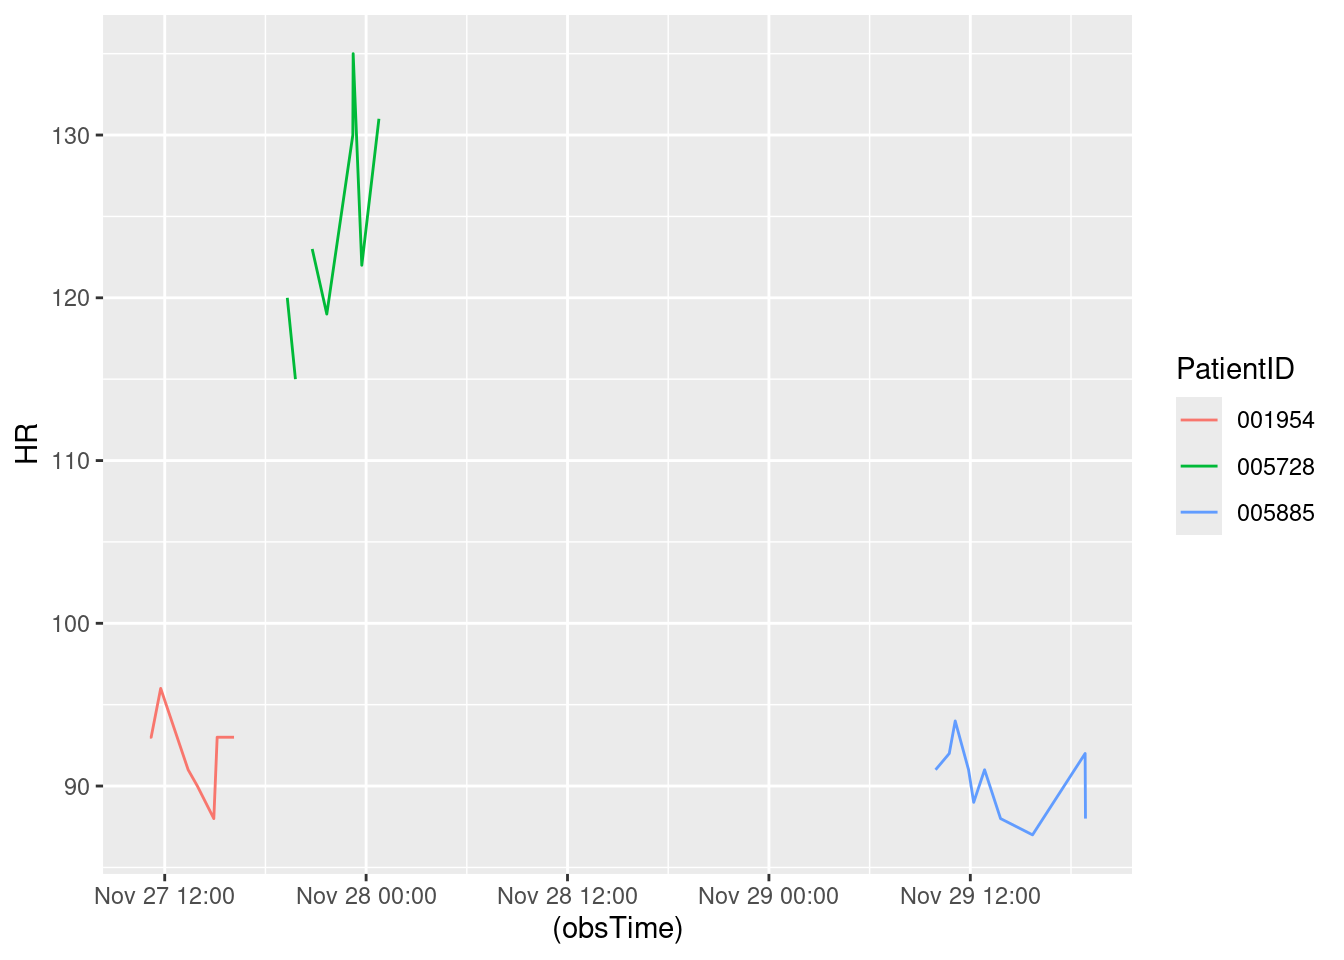 130
120
110
100
90
HR
Nov 27 12:00
Nov 28 00:00
Nov 28 12:00
Nov 29 00:00
Nov 29 12:00
(obsTime)
PatientID
001954
005728
005885